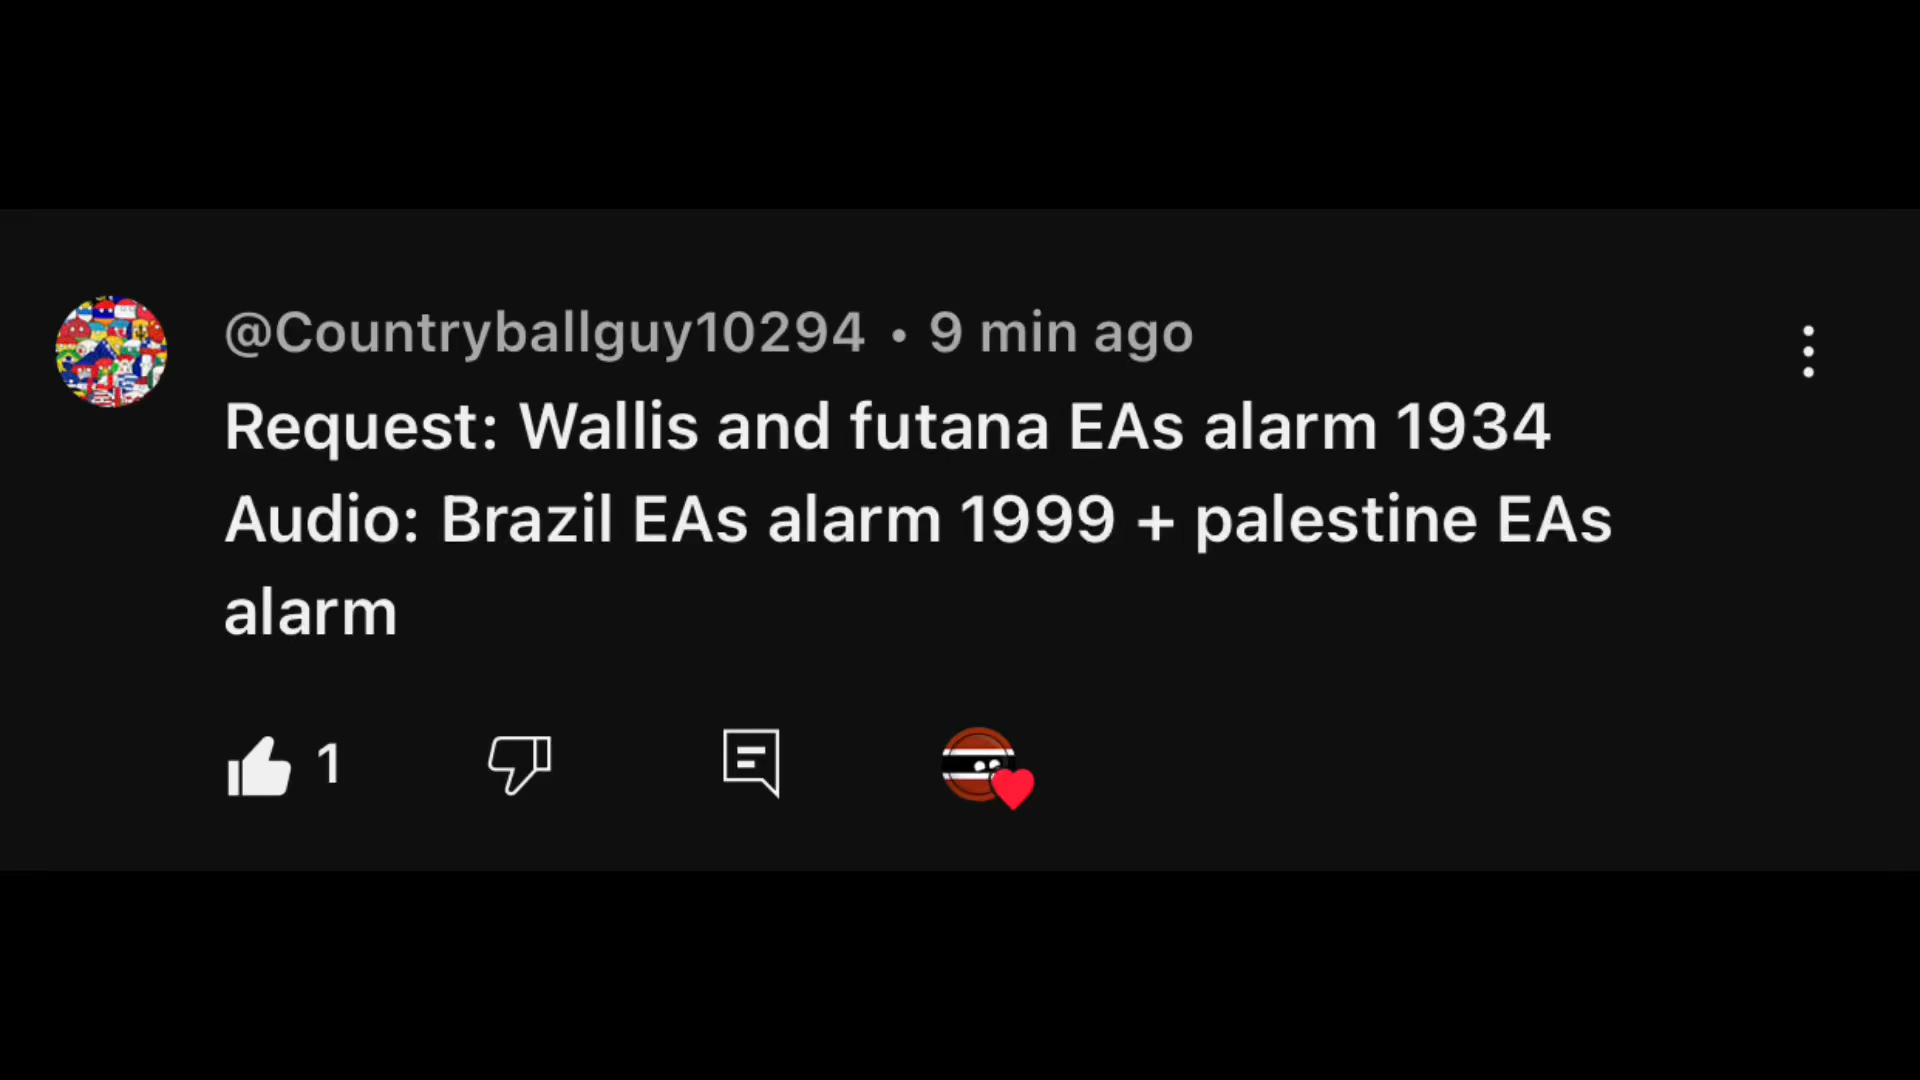 @Countryballguy10294 • 9 min ago
Request: Wallis and futana EAs alarm 1934
Audio: Brazil EAs alarm 1999 + palestine EAs
alarm
1